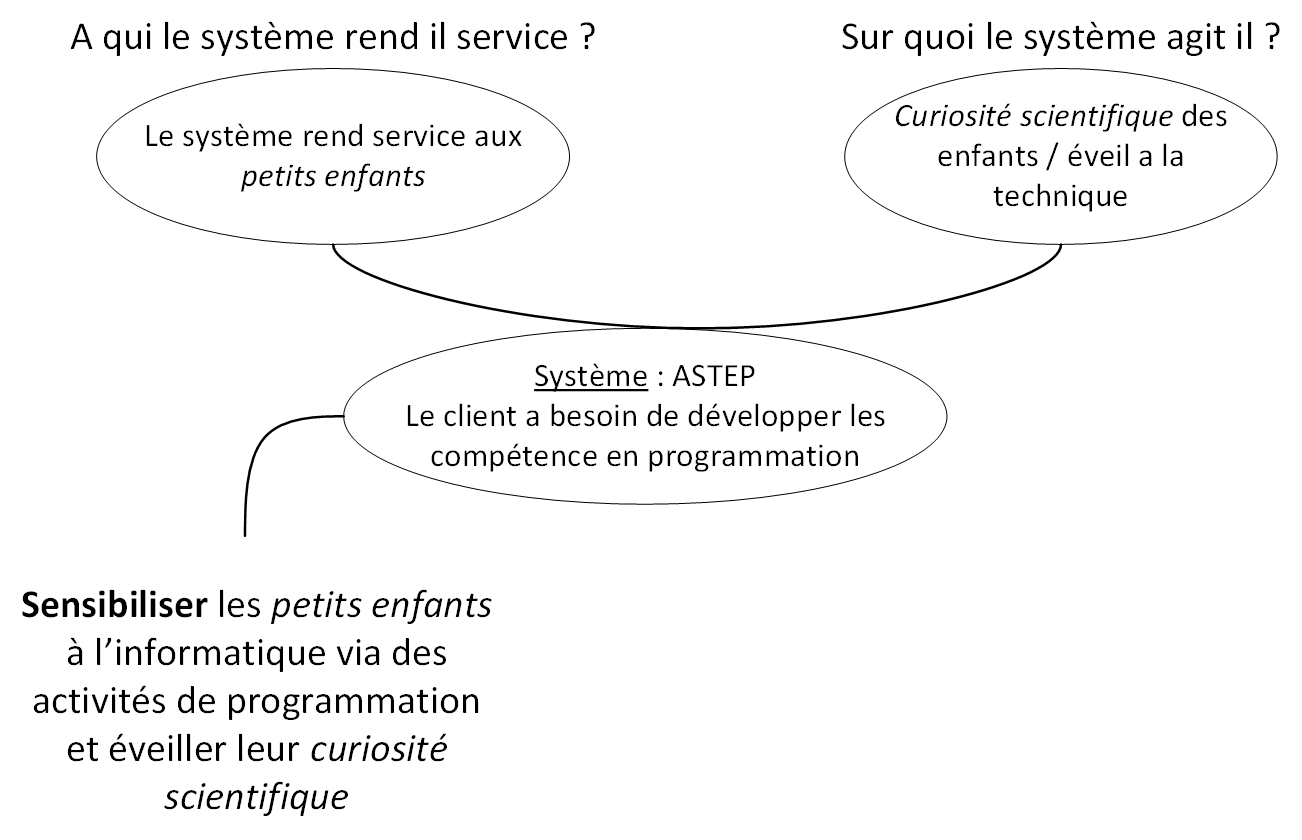 A qui le système rend il service ?
Sur quoi le système agit il ?
Le système rend service aux
petits enfants
Curiosité scientifique des
enfants / éveil a la
technique
Système : ASTEP
Le client a besoin de développer les
compétence en programmation
Sensibiliser les petits enfants
à l’informatique via des
activités de programmation
et éveiller leur curiosité
scientifique